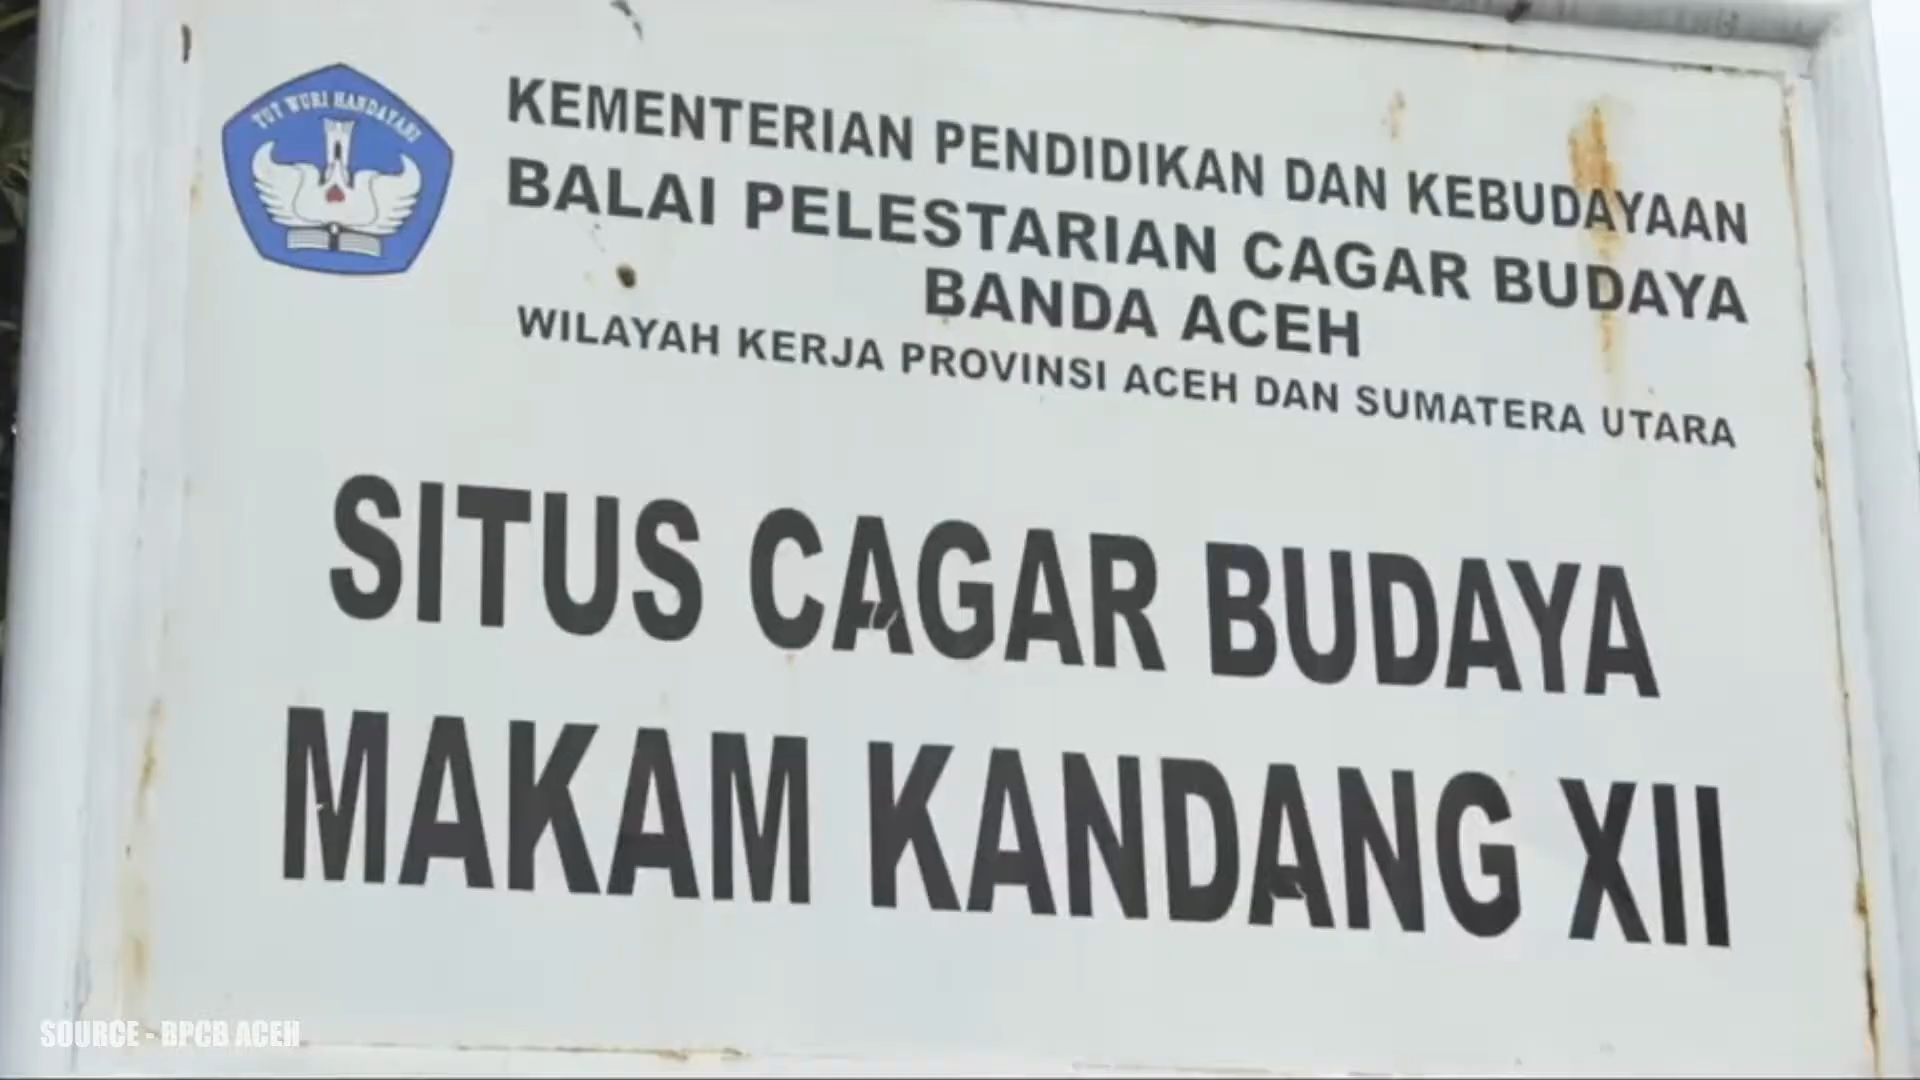 TUT WURI HANDAYANI
KEMENTERIAN PENDIDIKAN DAN KEBUDAYAAN
BALAI PELESTARIAN CAGAR BUDAYA
BANDA ACEH
WILAYAH KERJA PROVINSI ACEH DAN SUMATERA UTARA
SITUS CAGAR BUDAYA
MAKAM KANDANG XII
SOURCE - BPCB ACEH